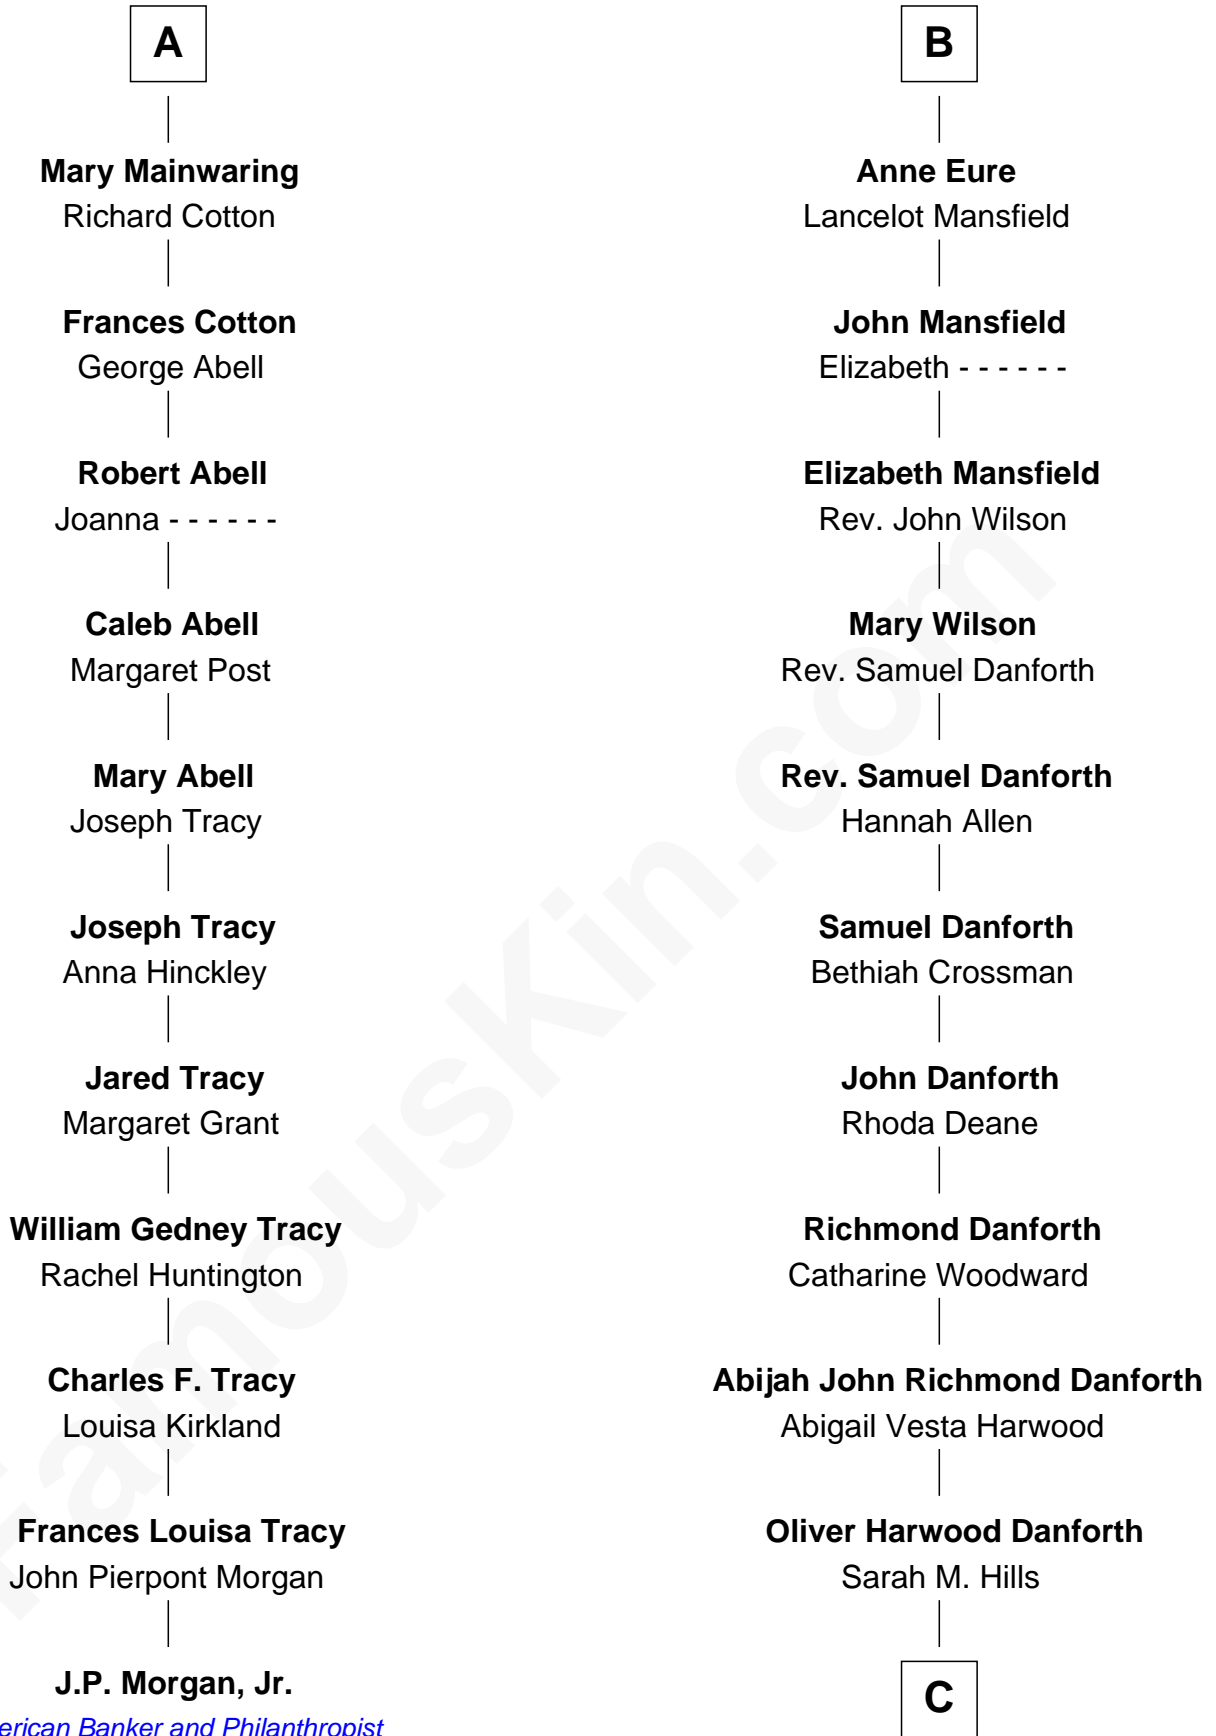 A
Mary Mainwaring
Richard Cotton
Frances Cotton
George Abell
Robert Abell
Joanna - - - - - -
Caleb Abell
Margaret Post
Mary Abell
Joseph Tracy
Joseph Tracy
Anna Hinckley
Jared Tracy
Margaret Grant
William Gedney Tracy
Rachel Huntington
Charles F. Tracy
Louisa Kirkland
Frances Louisa Tracy
John Pierpont Morgan
J.P. Morgan, Jr.
erican Banker and Philanthropist
B
Anne Eure
Lancelot Mansfield
John Mansfield
Elizabeth - - - - - -
Elizabeth Mansfield
Rev. John Wilson
Mary Wilson
Rev. Samuel Danforth
Rev. Samuel Danforth
Hannah Allen
Samuel Danforth
Bethiah Crossman
John Danforth
Rhoda Deane
Richmond Danforth
Catharine Woodward
Abijah John Richmond Danforth
Abigail Vesta Harwood
Oliver Harwood Danforth
Sarah M. Hills
C
FamousKin.com